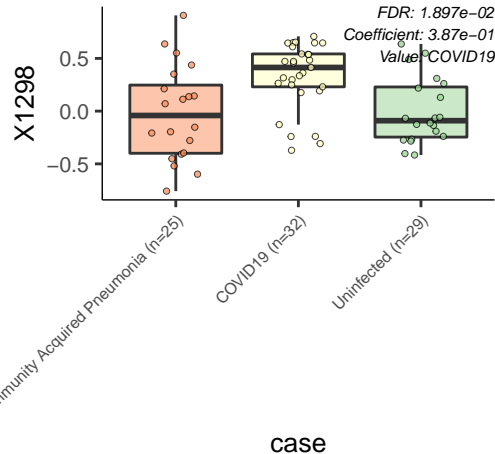 FDR: 1.897e−02
Coefficient: 3.87e−01
Value: COVID19
X1298
0.5
0.0
−0.5
mmunity Acquired Pneumonia (n=25)
COVID19 (n=32)
Uninfected (n=29)
case